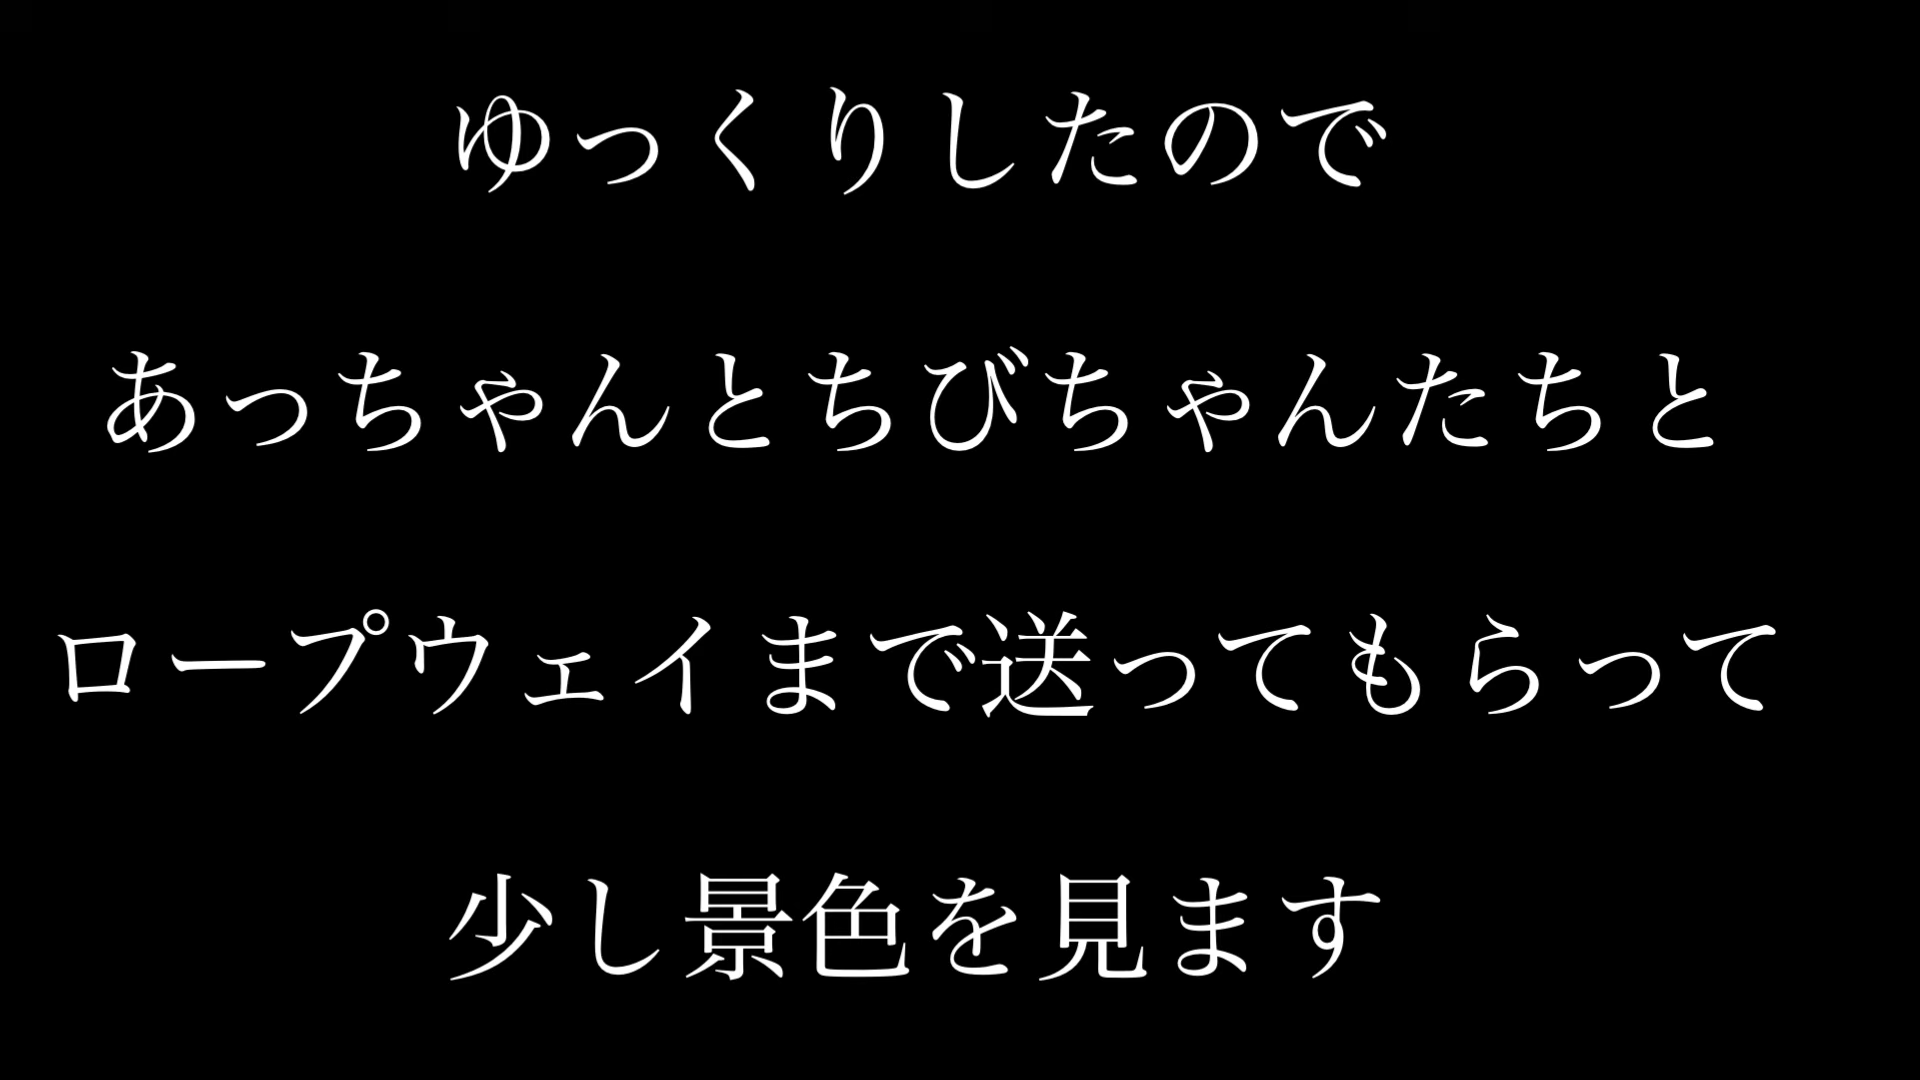 ゆっくりしたので
あっちゃんとちびちゃんたちと
ロープウェイまで送ってもらって
少し景色を見ます